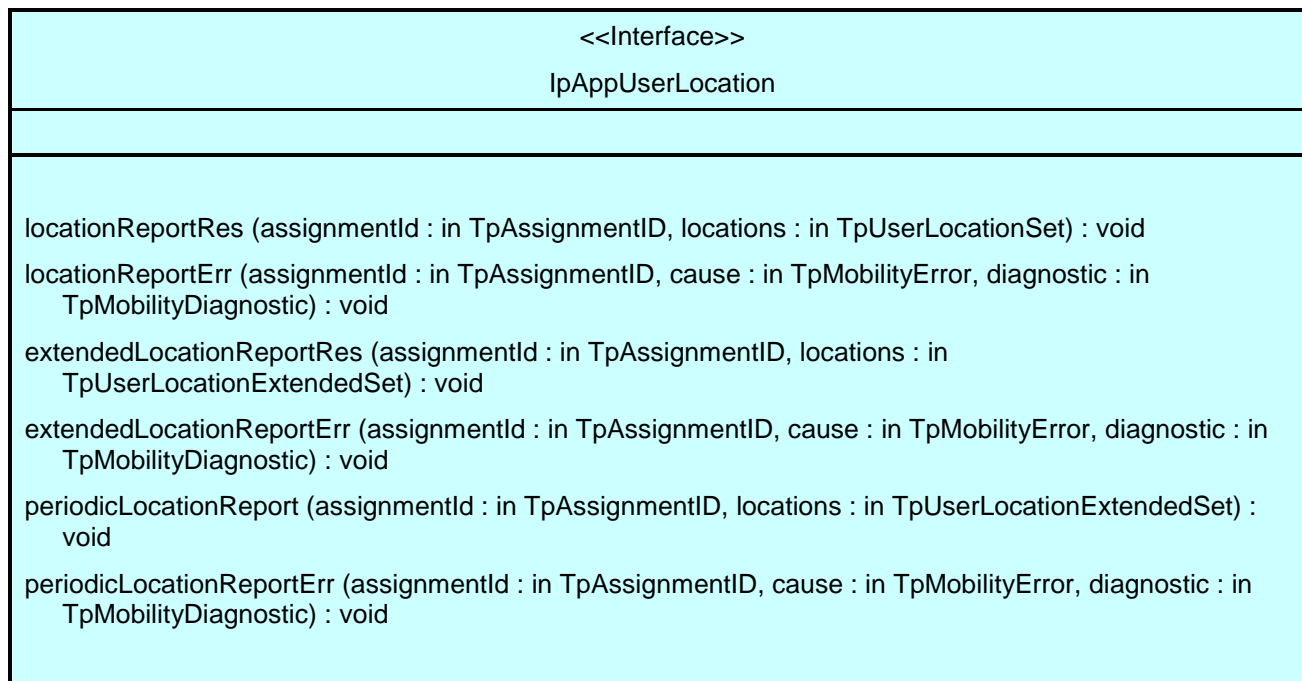 <<Interface>>
IpAppUserLocation
locationReportRes (assignmentId : in TpAssignmentID, locations : in TpUserLocationSet) : void
locationReportErr (assignmentId : in TpAssignmentID, cause : in TpMobilityError, diagnostic : in
TpMobilityDiagnostic) : void
extendedLocationReportRes (assignmentId : in TpAssignmentID, locations : in
TpUserLocationExtendedSet) : void
extendedLocationReportErr (assignmentId : in TpAssignmentID, cause : in TpMobilityError, diagnostic : in
TpMobilityDiagnostic) : void
periodicLocationReport (assignmentId : in TpAssignmentID, locations : in TpUserLocationExtendedSet) :
void
periodicLocationReportErr (assignmentId : in TpAssignmentID, cause : in TpMobilityError, diagnostic : in
TpMobilityDiagnostic) : void